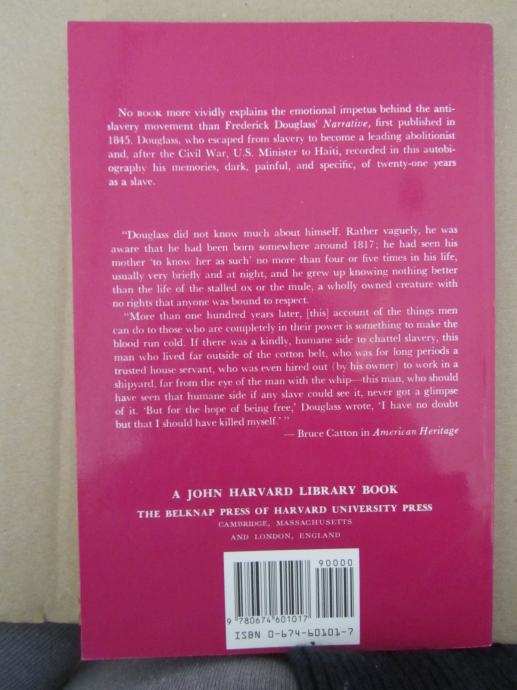 No book more vividly explains the emotional impetus behind the anti-
slavery movement than Frederick Douglass' Narrative, first published in
1845. Douglass, who escaped from slavery to become a leading abolitionist
and, after the Civil War, U.S. Minister to Haiti, recorded in this autobi-
ography his memories, dark, painful, and specific, of twenty-one years
as a slave.
"Douglass did not know much about himself. Rather vaguely, he was
aware that he had been born somewhere around 1817; he had seen his
mother 'to know her as such' no more than four or five times in his life,
usually very briefly and at night, and he grew up knowing nothing better
than the life of the stalled ox or the mule, a wholly owned creature with
no rights that anyone was bound to respect.
"More than one hundred years later, [this] account of the things men
can do to those who are completely in their power is something to make the
blood run cold. If there was a kindly, humane side to chattel slavery, this
man who lived far outside of the cotton belt, who was for long periods a
trusted house servant, who was even hired out (by his owner) to work in a
shipyard, far from the eye of the man with the whip—this man, who should
have seen that humane side if any slave could see it, never got a glimpse
of it. 'But for the hope of being free,' Douglass wrote, 'I have no doubt
but that I should have killed myself.' "
—Bruce Catton in American Heritage
A JOHN HARVARD LIBRARY BOOK
THE BELKNAP PRESS OF HARVARD UNIVERSITY PRESS
CAMBRIDGE, MASSACHUSETTS
AND LONDON, ENGLAND
90000
9 780674 601017
ISBN 0-674-60101-7